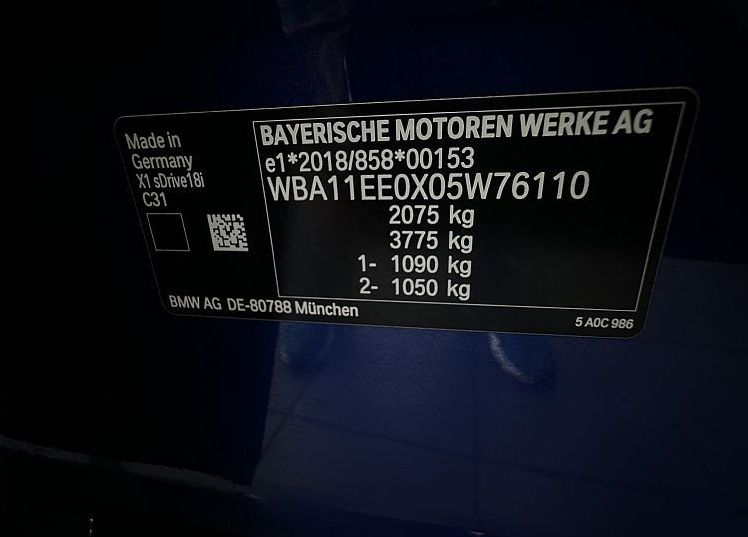 Made in
Germany
X1 sDrive18i
C31
BAYERISCHE MOTOREN WERKE AG
e1*2018/858*00153
WBA11EE0X05W76110
2075 kg
3775 kg
1- 1090 kg
2- 1050 kg
BMW AG DE-80788 München
5 A0C 986